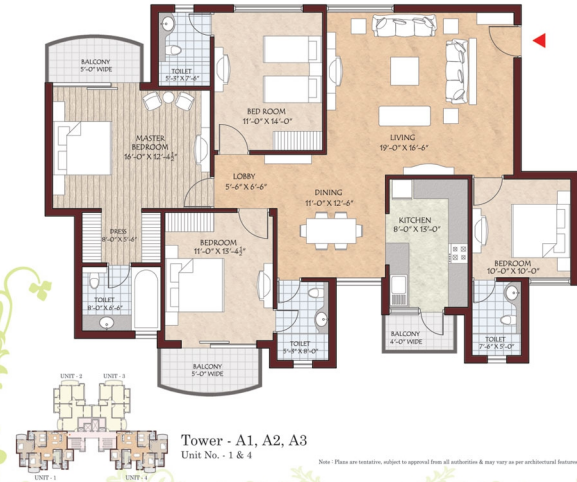 BALCONY
5'-0" WIDE
TOILET
5'-3" X 7'-6"
BED ROOM
11'-0" X 14'-0"
LIVING
19'-0" X 16'-6"
MASTER
BEDROOM
16'-0" X 12'-4½"
LOBBY
5'-6" X 6'-6"
DINING
11'-0" X 12'-6"
KITCHEN
8'-0" X 13'-0"
DRESS
8'-0" X 5'-6"
BEDROOM
11'-0" X 13'-4½"
BEDROOM
10'-0" X 10'-0"
TOILET
8'-0" X 6'-6"
TOILET
5'-3" X 8'-0"
BALCONY
4'-0" WIDE
TOILET
7'-6" X 5'-0"
BALCONY
5'-0" WIDE
UNIT - 2
UNIT - 3
UNIT - 1
UNIT - 4
Tower - A1, A2, A3
Unit No. - 1 & 4
Note : Plans are tentative, subject to approval from all authorities & may vary as per architectural features